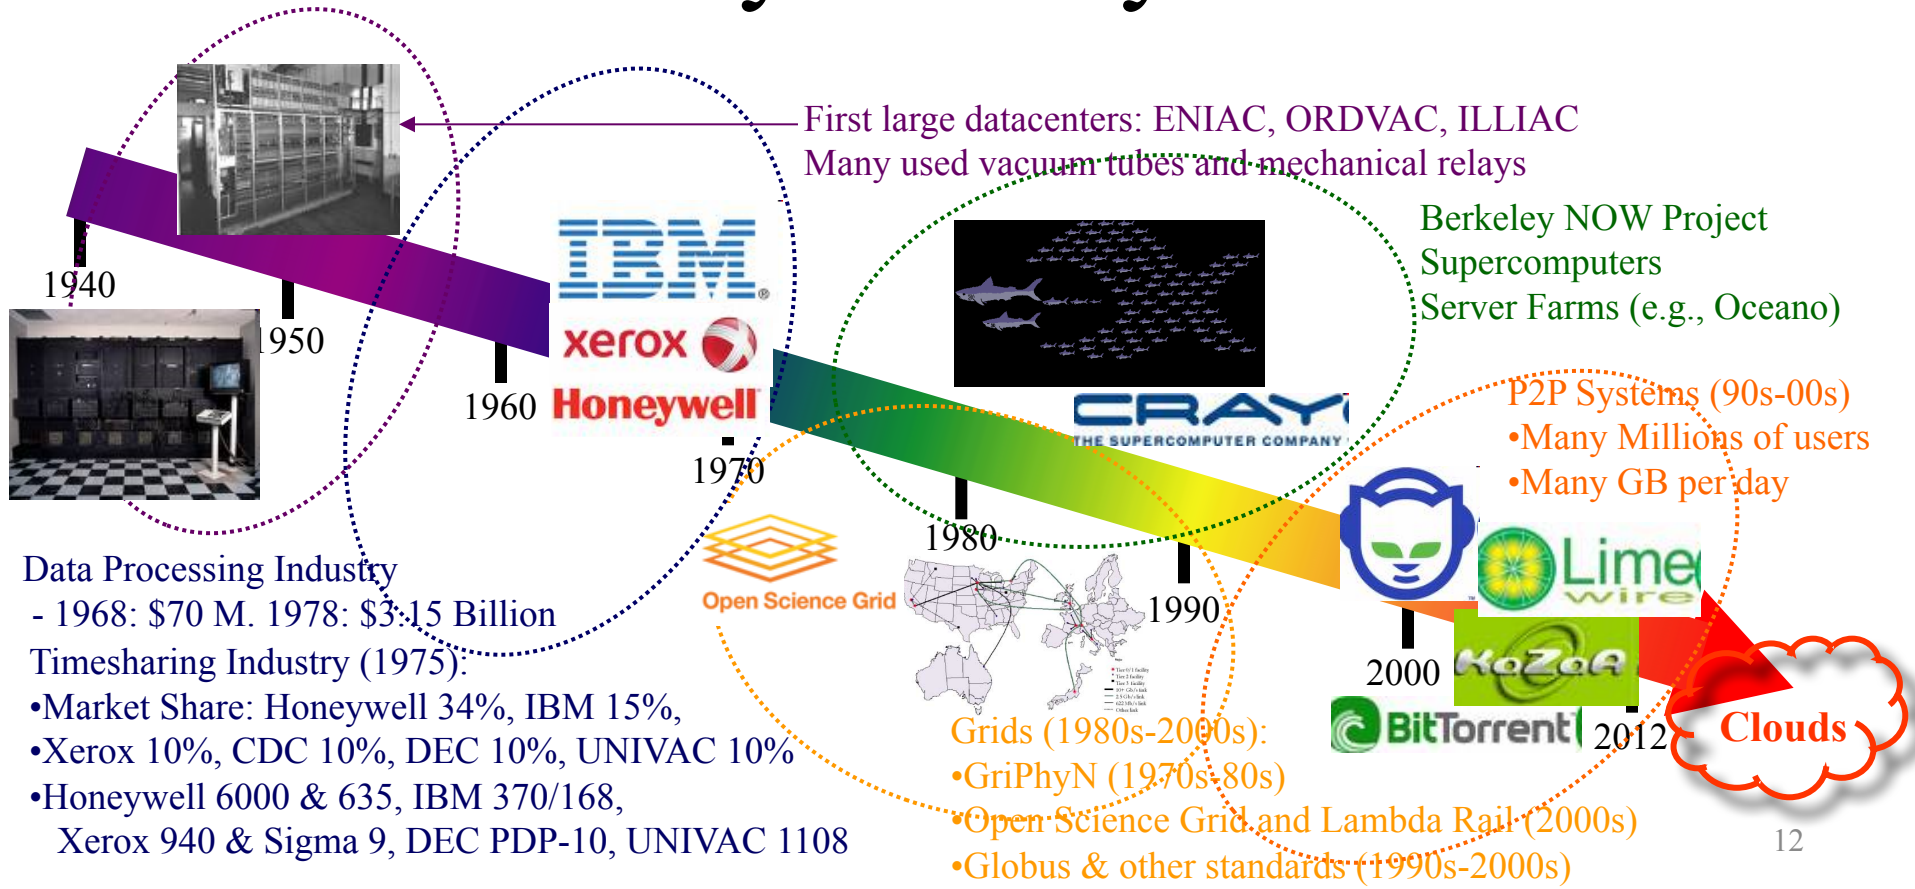 First large datacenters: ENIAC, ORDVAC, ILLIAC
Many used vacuum tubes and mechanical relays
Berkeley NOW Project
Supercomputers
Server Farms (e.g., Oceano)
1940
1950
1960
1970
1980
1990
2000
2012
IBM®
xerox
Honeywell
CRAY
THE SUPERCOMPUTER COMPANY
P2P Systems (90s-00s)
•Many Millions of users
•Many GB per day
Lime
wire
KaZaA
BitTorrent
Clouds
Open Science Grid
Data Processing Industry
- 1968: $70 M. 1978: $3.15 Billion
Timesharing Industry (1975):
•Market Share: Honeywell 34%, IBM 15%,
•Xerox 10%, CDC 10%, DEC 10%, UNIVAC 10%
•Honeywell 6000 & 635, IBM 370/168,
Xerox 940 & Sigma 9, DEC PDP-10, UNIVAC 1108
Grids (1980s-2000s):
•GriPhyN (1970s-80s)
•Open Science Grid and Lambda Rail (2000s)
•Globus & other standards (1990s-2000s)
12